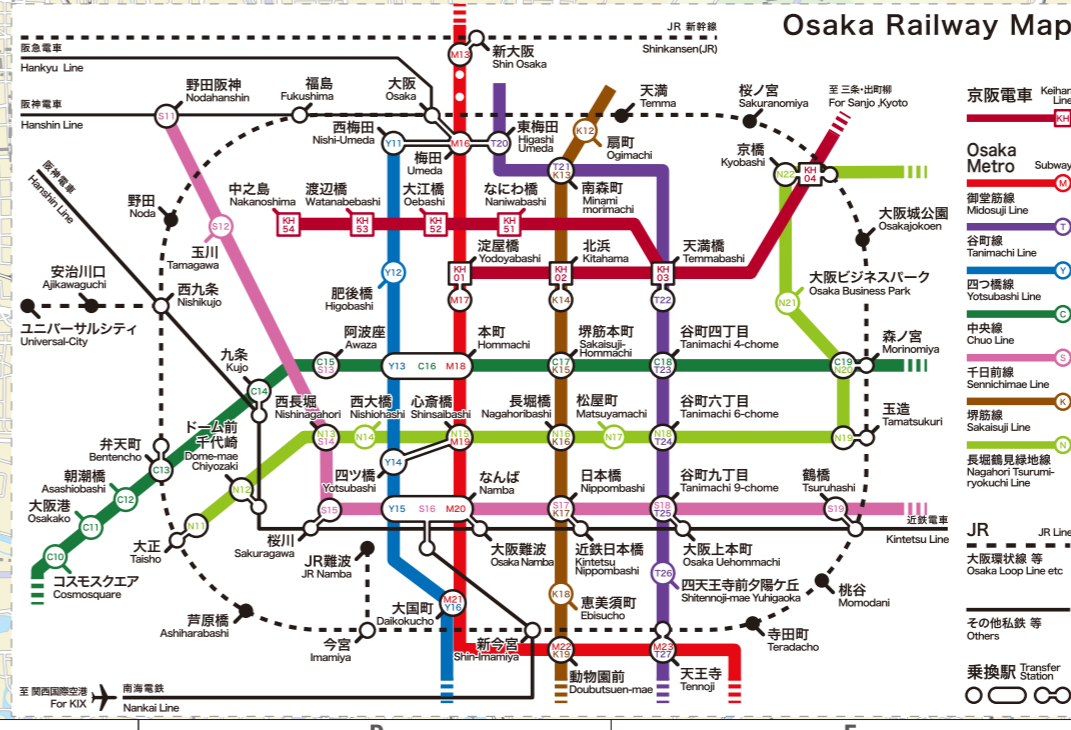 Osaka Railway Map
JR 新幹線
Shinkansen(JR)
阪急電車
Hankyu Line
M13
新大阪
Shin Osaka
野田阪神
Nodahanshin
福島
Fukushima
大阪
Osaka
天満
Temma
桜ノ宮
Sakuranomiya
至 三条・出町柳
For Sanjo ,Kyoto
阪神電車
Hanshin Line
S11
西梅田
Nishi-Umeda
Y11
M16
梅田
Umeda
T20
東梅田
Higashi
Umeda
K12
扇町
Ogimachi
京橋
Kyobashi
N22
KH
04
阪神電車
Hanshin Line
T21
K13
南森町
Minami
morimachi
野田
Noda
中之島
Nakanoshima
渡辺橋
Watanabebashi
大江橋
Oebashi
なにわ橋
Naniwabashi
KH
54
KH
53
KH
52
KH
51
S12
玉川
Tamagawa
大阪城公園
Osakajokoen
淀屋橋
Yodoyabashi
北浜
Kitahama
天満橋
Temmabashi
KH
01
KH
02
KH
03
安治川口
Ajikawaguchi
西九条
Nishikujo
Y12
肥後橋
Higobashi
M17
K14
T22
大阪ビジネスパーク
Osaka Business Park
N21
ユニバーサルシティ
Universal-City
阿波座
Awaza
本町
Hommachi
堺筋本町
Sakaisuji-
Hommachi
谷町四丁目
Tanimachi 4-chome
森ノ宮
Morinomiya
C15
S13
Y13
C16
M18
C17
K15
C18
T23
C19
N20
九条
Kujo
C14
西長堀
Nishinagahori
西大橋
Nishiohashi
心斎橋
Shinsaibashi
長堀橋
Nagahoribashi
松屋町
Matsuyamachi
谷町六丁目
Tanimachi 6-chome
玉造
Tamatsukuri
N13
S14
N14
N15
M19
N16
K16
N17
N18
T24
N19
弁天町
Bentencho
ドーム前
千代崎
Dome-mae
Chiyozaki
C13
Y14
四ツ橋
Yotsubashi
朝潮橋
Asashiobashi
C12
N12
なんば
Namba
日本橋
Nippombashi
谷町九丁目
Tanimachi 9-chome
鶴橋
Tsuruhashi
大阪港
Osakako
C11
N11
S15
Y15
S16
M20
S17
K17
S18
T25
S19
近鉄電車
Kintetsu Line
大正
Taisho
桜川
Sakuragawa
JR難波
JR Namba
大阪難波
Osaka Namba
近鉄日本橋
Kintetsu
Nippombashi
大阪上本町
Osaka Uehommachi
C10
コスモスクエア
Cosmosquare
T26
四天王寺前夕陽ケ丘
Shitennoji-mae Yuhigaoka
桃谷
Momodani
芦原橋
Ashiharabashi
大国町
Daikokucho
M21
Y16
K18
恵美須町
Ebisucho
寺田町
Teradacho
今宮
Imamiya
新今宮
Shin-Imamiya
M22
K19
動物園前
Doubutsuen-mae
M23
T27
天王寺
Tennoji
至 関西国際空港
For KIX
南海電鉄
Nankai Line
京阪電車
Keihan
Line
KH
Osaka
Metro
Subway
M
御堂筋線
Midosuji Line
T
谷町線
Tanimachi Line
Y
四つ橋線
Yotsubashi Line
C
中央線
Chuo Line
S
千日前線
Sennichimae Line
K
堺筋線
Sakaisuji Line
N
長堀鶴見緑地線
Nagahori Tsurumi-
ryokuchi Line
JR
JR Line
大阪環状線 等
Osaka Loop Line etc
その他私鉄 等
Others
乗換駅
Transfer
Station